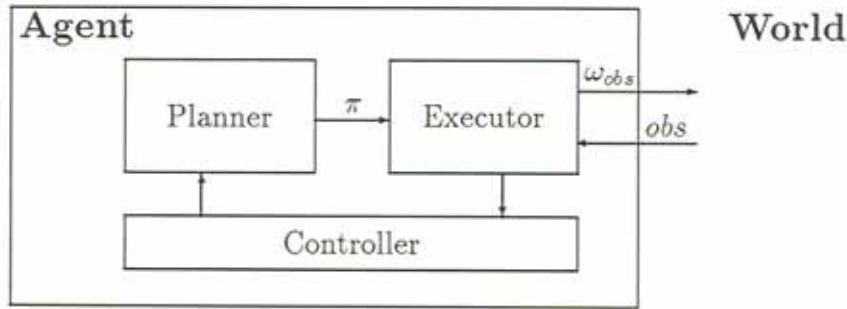 Agent
World
Planner
π
Executor
ω_obs
obs
Controller